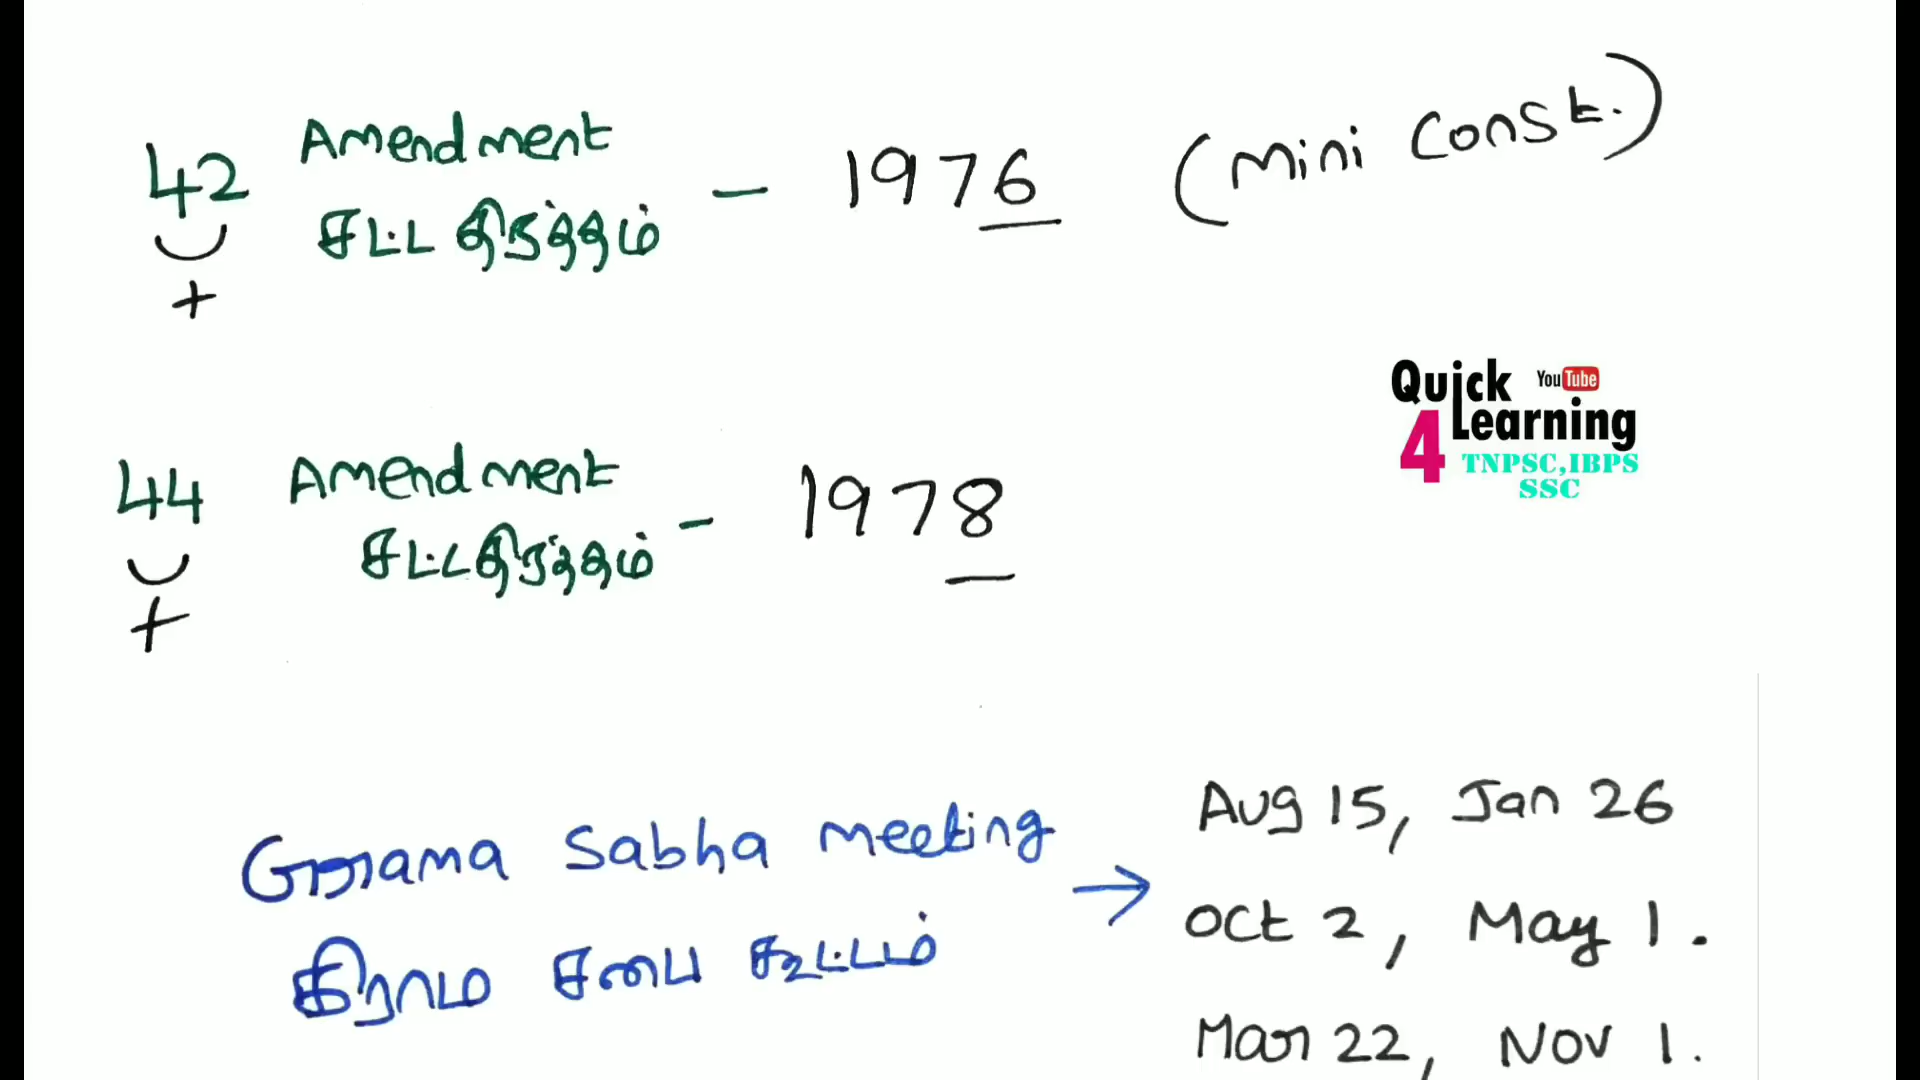 42 Amendment
சட்ட திருத்தம் - 1976 (Mini Const.)
+
Quick YouTube
4 Learning
TNPSC,IBPS
SSC
44 Amendment
சட்டதிருத்தம் - 1978
+
Grama Sabha meeting
கிராம சபை கூட்டம்
→ Aug 15, Jan 26
Oct 2, May 1.
Mar 22, Nov 1.